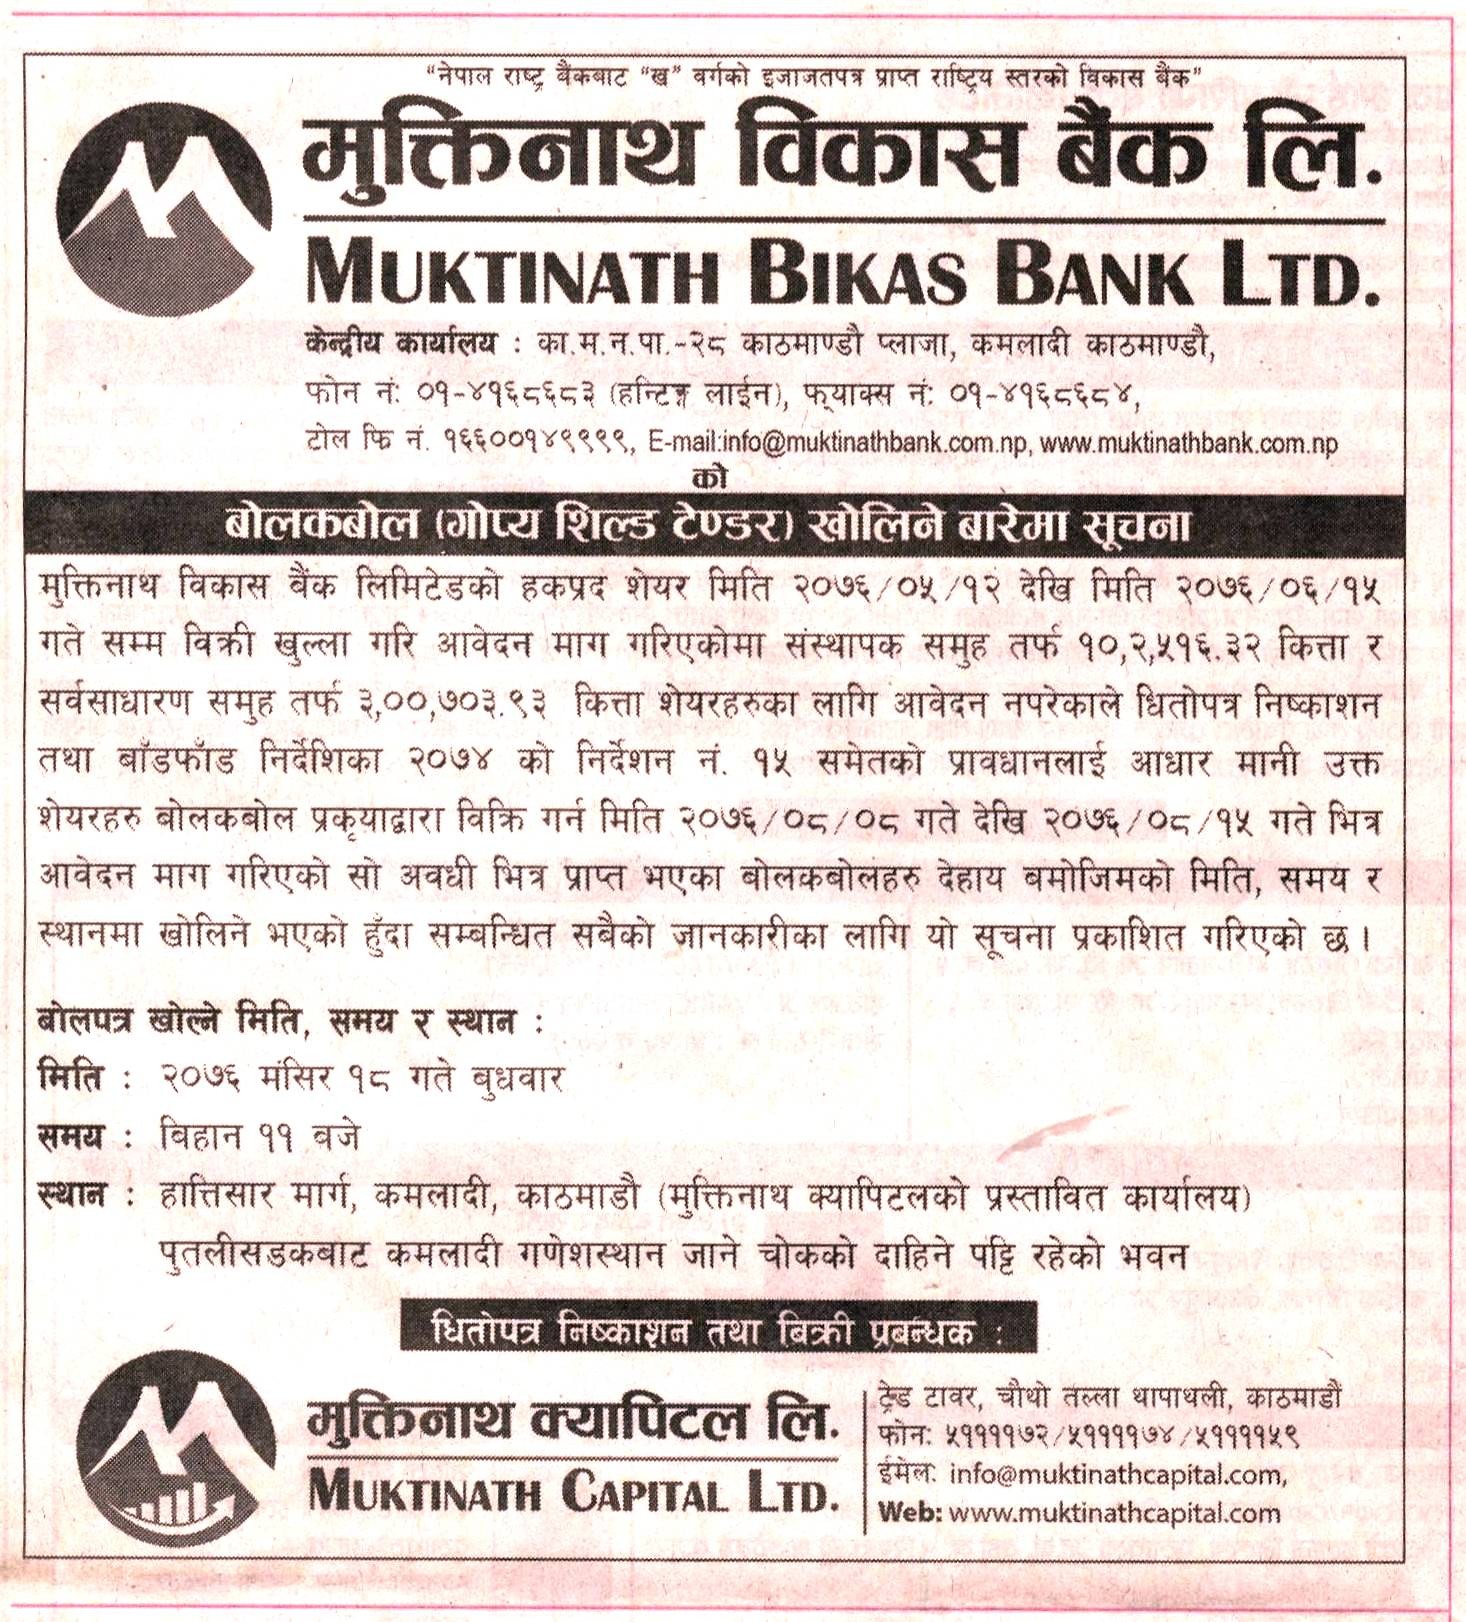 “नेपाल राष्ट्र बैंकबाट “ख” वर्गको इजाजतपत्र प्राप्त राष्ट्रिय स्तरको विकास बैंक”
मुक्तिनाथ विकास बैंक लि.
MUKTINATH BIKAS BANK LTD.
केन्द्रीय कार्यालय : का.म.न.पा.-२८ काठमाण्डौ प्लाजा, कमलादी काठमाण्डौ,
फोन नं: ०१-४१६८६८३ (हन्टिङ्ग लाईन), फ्याक्स नं: ०१-४१६८६८४,
टोल फि नं. १६६००१४९९९९, E-mail:info@muktinathbank.com.np, www.muktinathbank.com.np
को
बोलकबोल (गोप्य शिल्ड टेण्डर) खोलिने बारेमा सूचना
मुक्तिनाथ विकास बैंक लिमिटेडको हकप्रद शेयर मिति २०७६/०५/१२ देखि मिति २०७६/०६/१५
गते सम्म विक्री खुल्ला गरि आवेदन माग गरिएकोमा संस्थापक समुह तर्फ १०,२,५१६.३२ कित्ता र
सर्वसाधारण समुह तर्फ ३,००,७०३.९३ कित्ता शेयरहरुका लागि आवेदन नपरेकाले धितोपत्र निष्काशन
तथा बाँडफाँड निर्देशिका २०७४ को निर्देशन नं. १५ समेतको प्रावधानलाई आधार मानी उक्त
शेयरहरु बोलकबोल प्रकृयाद्वारा विक्रि गर्न मिति २०७६/०८/०८ गते देखि २०७६/०८/१५ गते भित्र
आवेदन माग गरिएको सो अवधी भित्र प्राप्त भएका बोलकबोलहरु देहाय बमोजिमको मिति, समय र
स्थानमा खोलिने भएको हुँदा सम्बन्धित सबैको जानकारीका लागि यो सूचना प्रकाशित गरिएको छ ।
बोलपत्र खोल्ने मिति, समय र स्थान :
मिति : २०७६ मंसिर १८ गते बुधवार
समय : विहान ११ बजे
स्थान : हात्तिसार मार्ग, कमलादी, काठमाडौ (मुक्तिनाथ क्यापिटलको प्रस्तावित कार्यालय)
पुतलीसडकबाट कमलादी गणेशस्थान जाने चोकको दाहिने पट्टि रहेको भवन
धितोपत्र निष्काशन तथा बिक्री प्रबन्धक :
मुक्तिनाथ क्यापिटल लि.
MUKTINATH CAPITAL LTD.
ट्रेड टावर, चौथो तल्ला थापाथली, काठमाडौं
फोन: ५११११७२/५११११७४/५११११५९
ईमेल: info@muktinathcapital.com,
Web: www.muktinathcapital.com